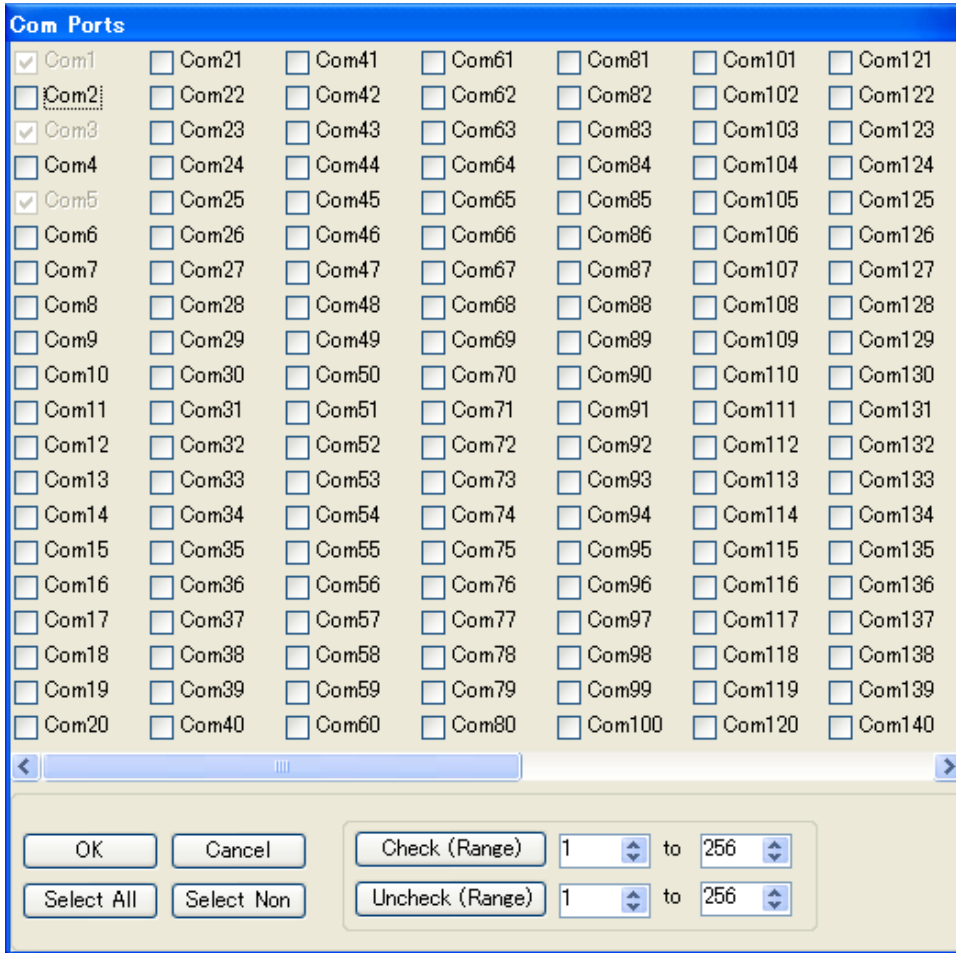 Com Ports
Com1 Com21 Com41 Com61 Com81 Com101 Com121
Com2 Com22 Com42 Com62 Com82 Com102 Com122
Com3 Com23 Com43 Com63 Com83 Com103 Com123
Com4 Com24 Com44 Com64 Com84 Com104 Com124
Com5 Com25 Com45 Com65 Com85 Com105 Com125
Com6 Com26 Com46 Com66 Com86 Com106 Com126
Com7 Com27 Com47 Com67 Com87 Com107 Com127
Com8 Com28 Com48 Com68 Com88 Com108 Com128
Com9 Com29 Com49 Com69 Com89 Com109 Com129
Com10 Com30 Com50 Com70 Com90 Com110 Com130
Com11 Com31 Com51 Com71 Com91 Com111 Com131
Com12 Com32 Com52 Com72 Com92 Com112 Com132
Com13 Com33 Com53 Com73 Com93 Com113 Com133
Com14 Com34 Com54 Com74 Com94 Com114 Com134
Com15 Com35 Com55 Com75 Com95 Com115 Com135
Com16 Com36 Com56 Com76 Com96 Com116 Com136
Com17 Com37 Com57 Com77 Com97 Com117 Com137
Com18 Com38 Com58 Com78 Com98 Com118 Com138
Com19 Com39 Com59 Com79 Com99 Com119 Com139
Com20 Com40 Com60 Com80 Com100 Com120 Com140
OK Cancel Check (Range) 1 to 256
Select All Select Non Uncheck (Range) 1 to 256